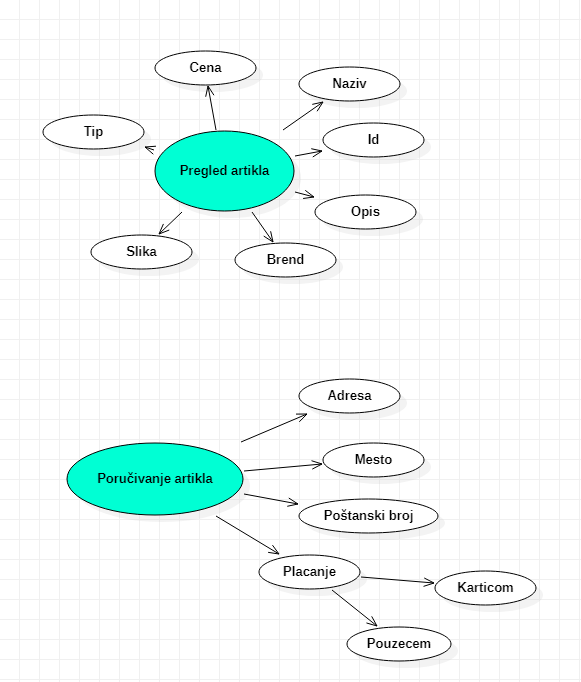 Cena
Naziv
Tip
Id
Pregled artikla
Opis
Slika
Brend
Adresa
Mesto
Poručivanje artikla
Poštanski broj
Placanje
Karticom
Pouzecem